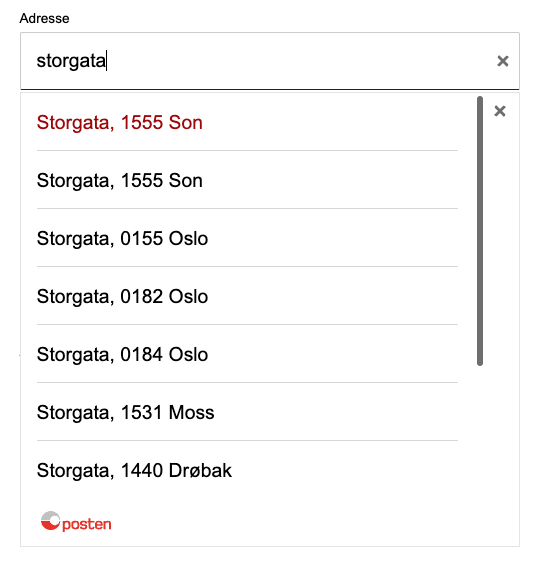 Adresse
storgata
Storgata, 1555 Son
Storgata, 1555 Son
Storgata, 0155 Oslo
Storgata, 0182 Oslo
Storgata, 0184 Oslo
Storgata, 1531 Moss
Storgata, 1440 Drøbak
posten